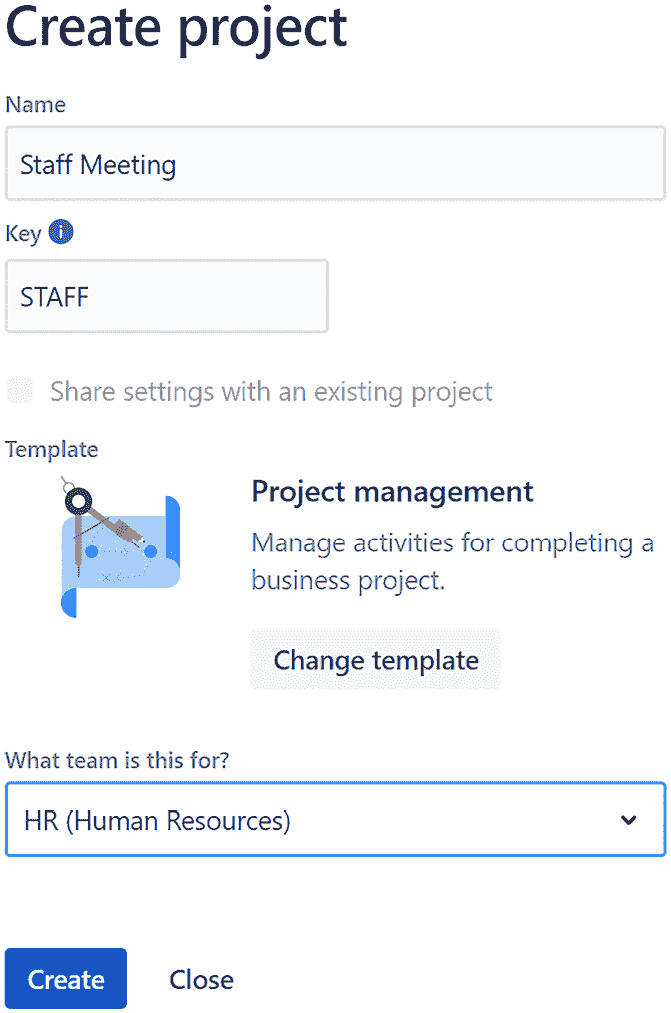 Create project
Name
Staff Meeting
Key
STAFF
Share settings with an existing project
Template
Project management
Manage activities for completing a
business project.
Change template
What team is this for?
HR (Human Resources)
Create Close